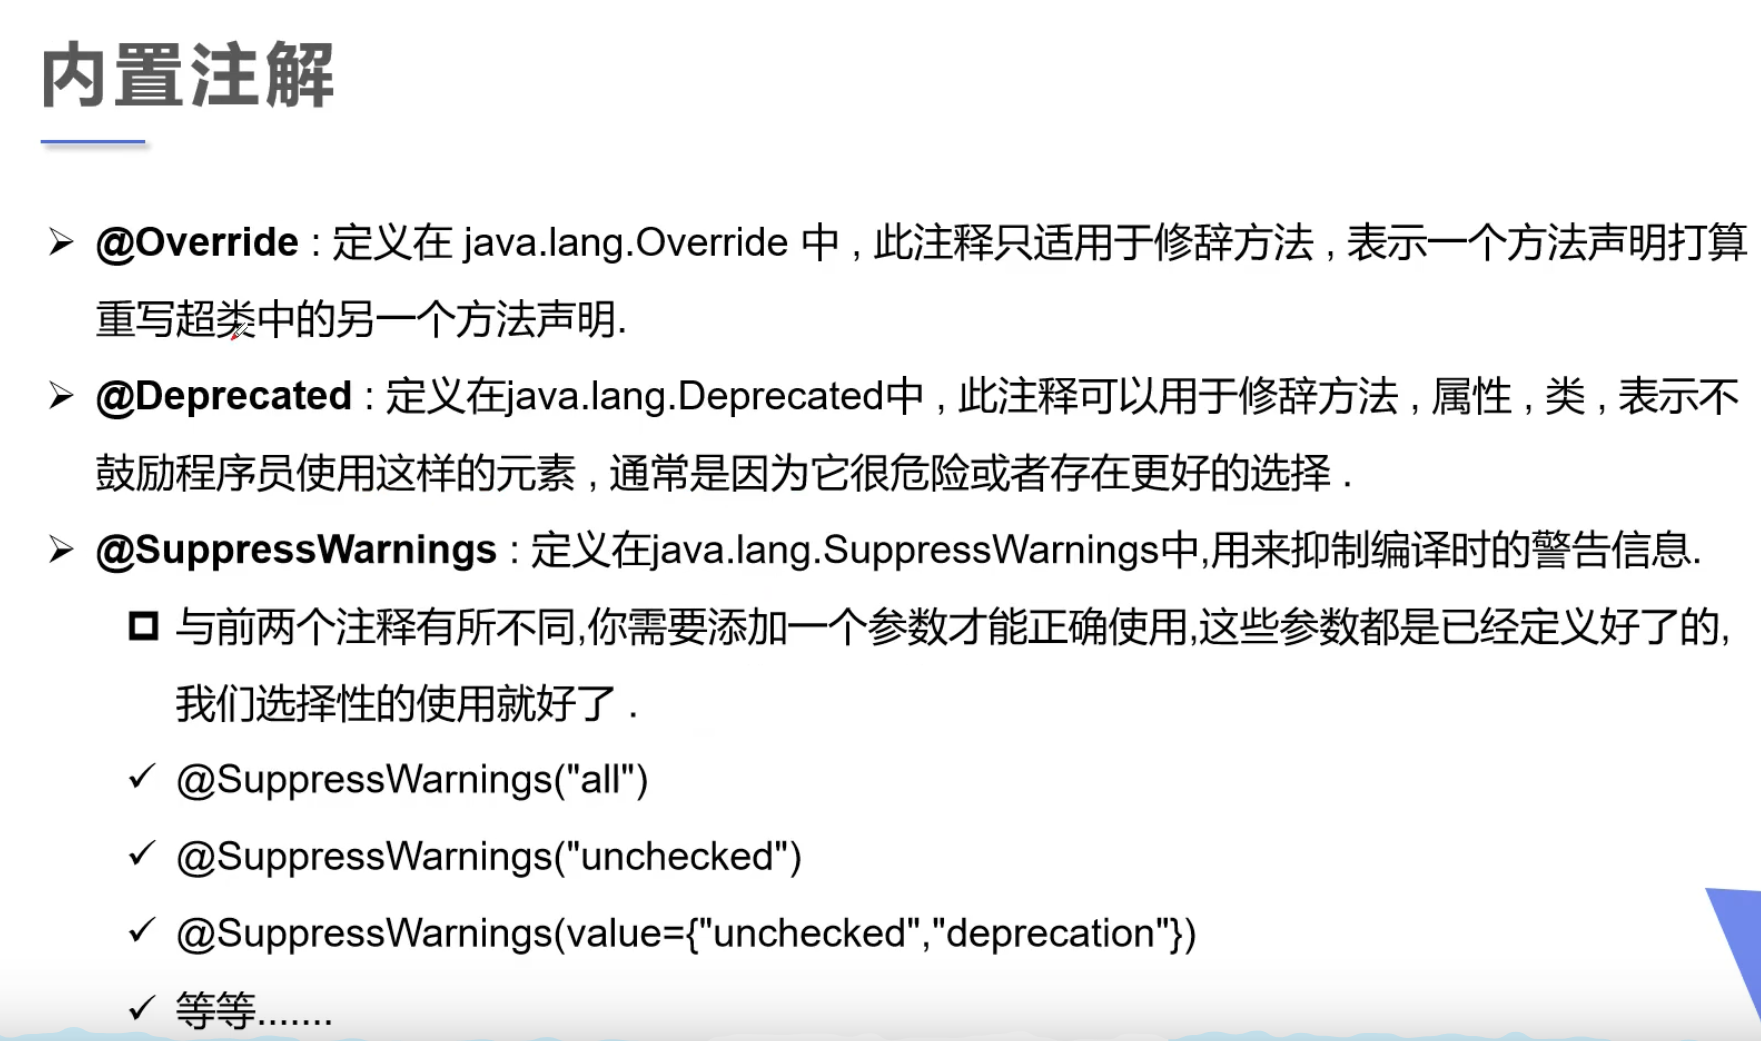 内置注解
@Override : 定义在 java.lang.Override 中 , 此注释只适用于修辞方法 , 表示一个方法声明打算
重写超类中的另一个方法声明.
@Deprecated : 定义在java.lang.Deprecated中 , 此注释可以用于修辞方法 , 属性 , 类 , 表示不
鼓励程序员使用这样的元素 , 通常是因为它很危险或者存在更好的选择 .
@SuppressWarnings : 定义在java.lang.SuppressWarnings中,用来抑制编译时的警告信息.
与前两个注释有所不同,你需要添加一个参数才能正确使用,这些参数都是已经定义好了的,
我们选择性的使用就好了 .
@SuppressWarnings("all")
@SuppressWarnings("unchecked")
@SuppressWarnings(value={"unchecked","deprecation"})
等等.......